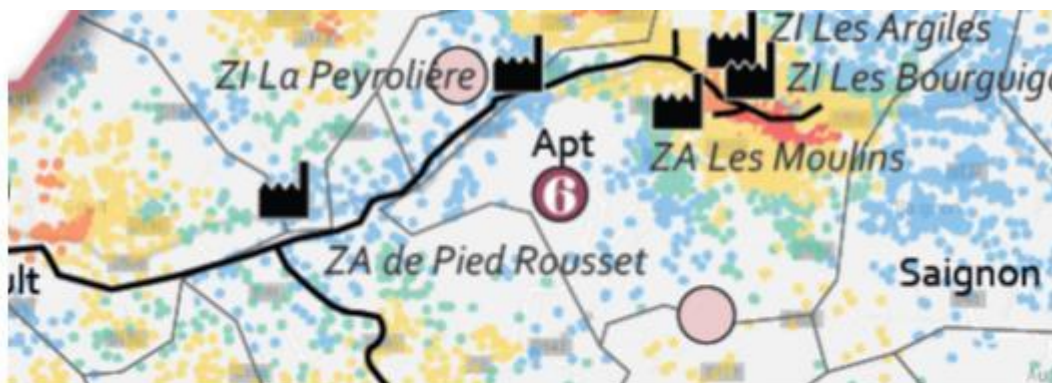 ZI Les Argiles
ZI La Peyrolière
ZI Les Bourguig
Apt
ZA Les Moulins
6
ZA de Pied Rousset
Saignon
ult